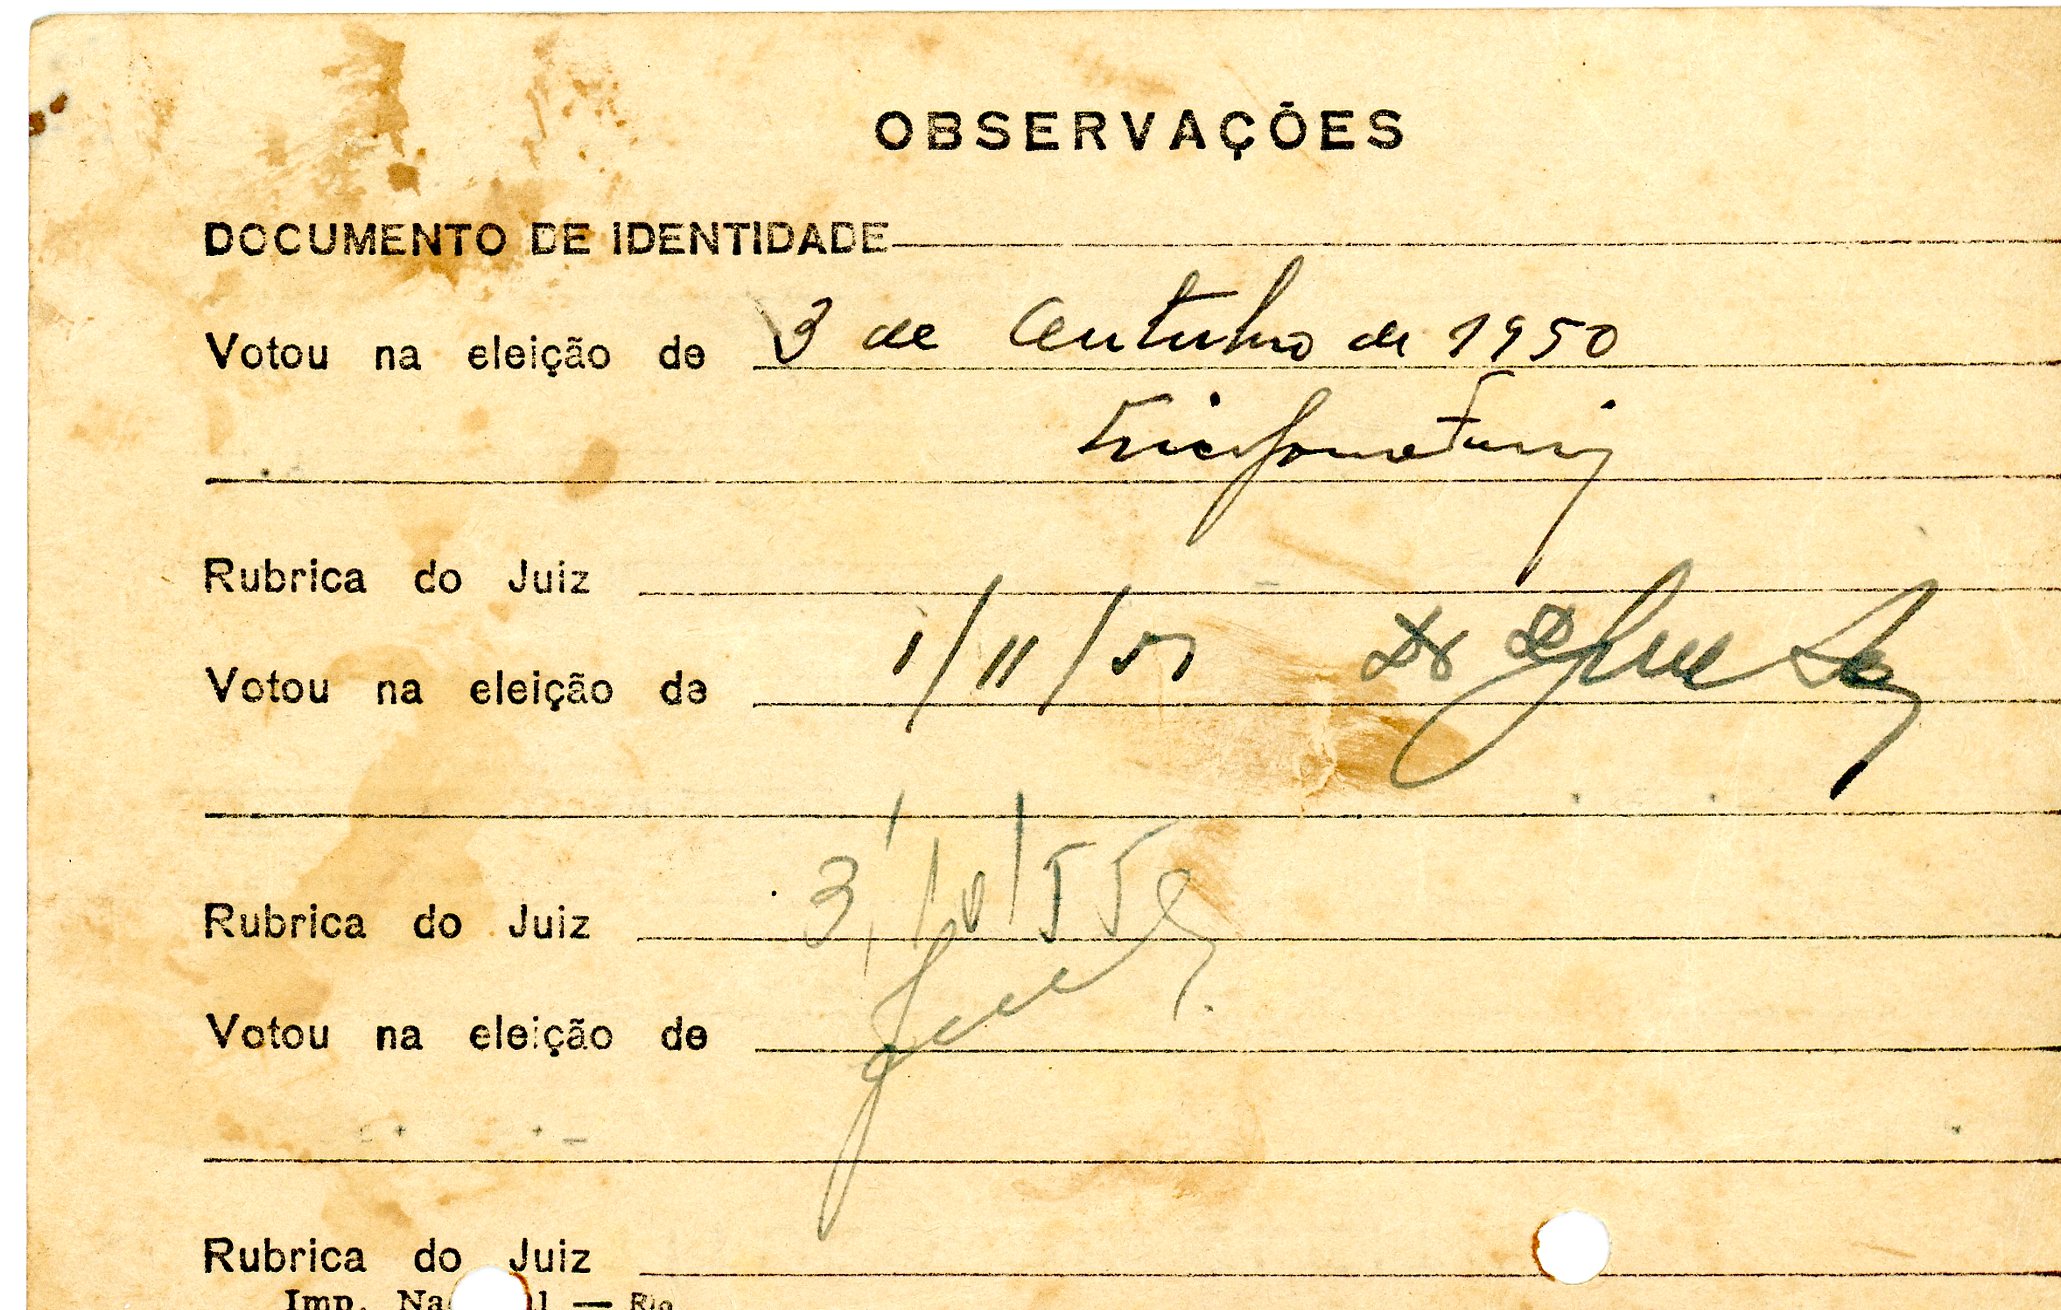 OBSERVAÇÕES
DOCUMENTO DE IDENTIDADE
Votou na eleição de 3 de Outubro de 1950
Rubrica do Juiz
Votou na eleição de 1/11/51
Rubrica do Juiz 3/10/55
Votou na eleição de
Rubrica do Juiz
Imp. Na l — Rio